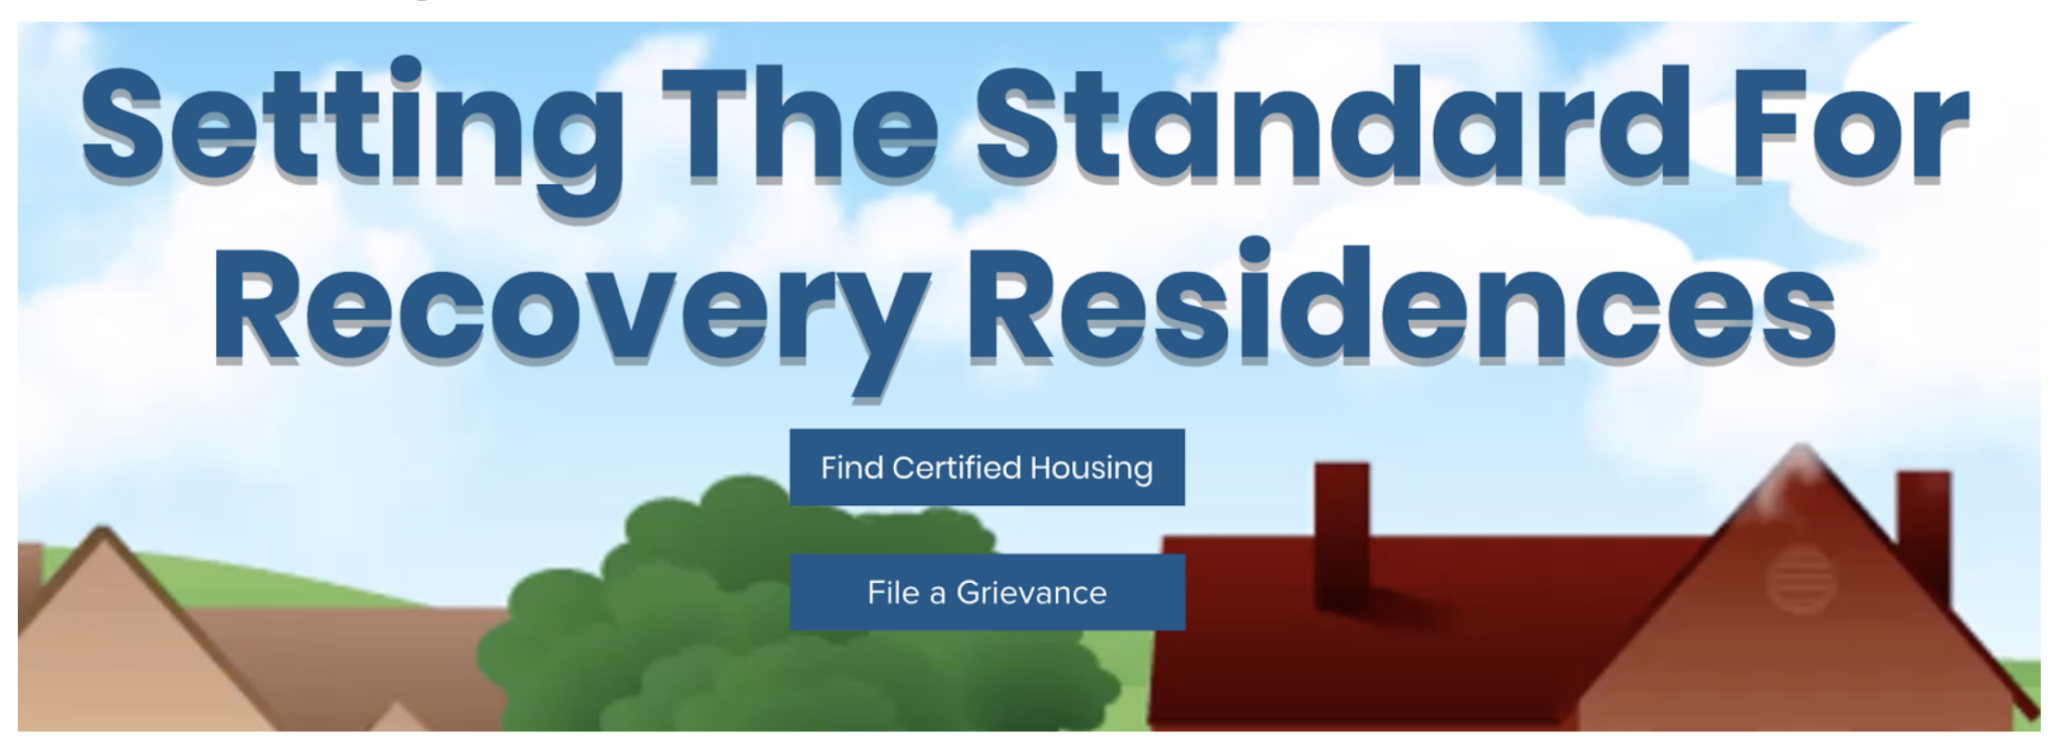 Setting The Standard For
Recovery Residences
Find Certified Housing
File a Grievance